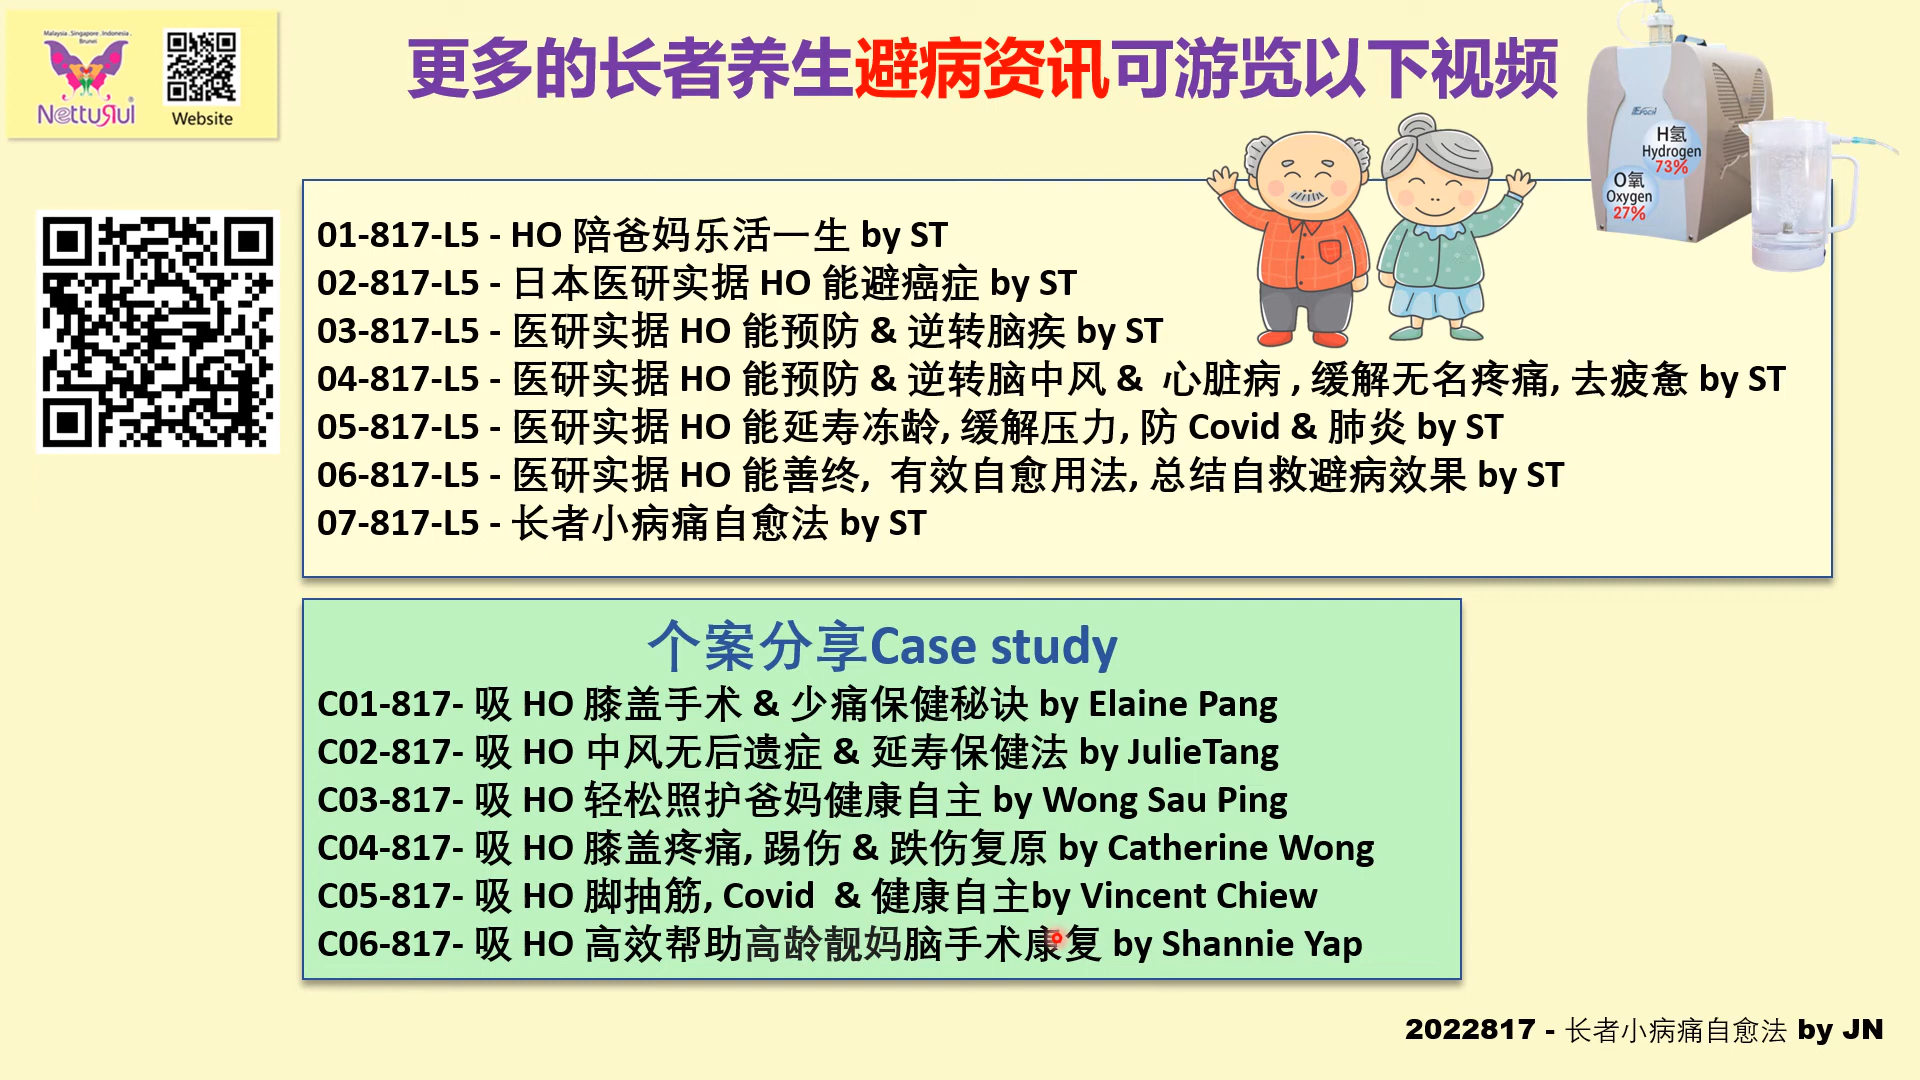 Malaysia . Singapore . Indonesia .
Brunei
NettuЯui
Website
更多的长者养生避病资讯可游览以下视频
EPOCH
H氢
Hydrogen
73%
O氧
Oxygen
27%
01-817-L5 - HO 陪爸妈乐活一生 by ST
02-817-L5 - 日本医研实据 HO 能避癌症 by ST
03-817-L5 - 医研实据 HO 能预防 & 逆转脑疾 by ST
04-817-L5 - 医研实据 HO 能预防 & 逆转脑中风 & 心脏病 , 缓解无名疼痛, 去疲惫 by ST
05-817-L5 - 医研实据 HO 能延寿冻龄, 缓解压力, 防 Covid & 肺炎 by ST
06-817-L5 - 医研实据 HO 能善终, 有效自愈用法, 总结自救避病效果 by ST
07-817-L5 - 长者小病痛自愈法 by ST
个案分享Case study
C01-817- 吸 HO 膝盖手术 & 少痛保健秘诀 by Elaine Pang
C02-817- 吸 HO 中风无后遗症 & 延寿保健法 by JulieTang
C03-817- 吸 HO 轻松照护爸妈健康自主 by Wong Sau Ping
C04-817- 吸 HO 膝盖疼痛, 踢伤 & 跌伤复原 by Catherine Wong
C05-817- 吸 HO 脚抽筋, Covid & 健康自主by Vincent Chiew
C06-817- 吸 HO 高效帮助高龄靓妈脑手术康复 by Shannie Yap
2022817 - 长者小病痛自愈法 by JN